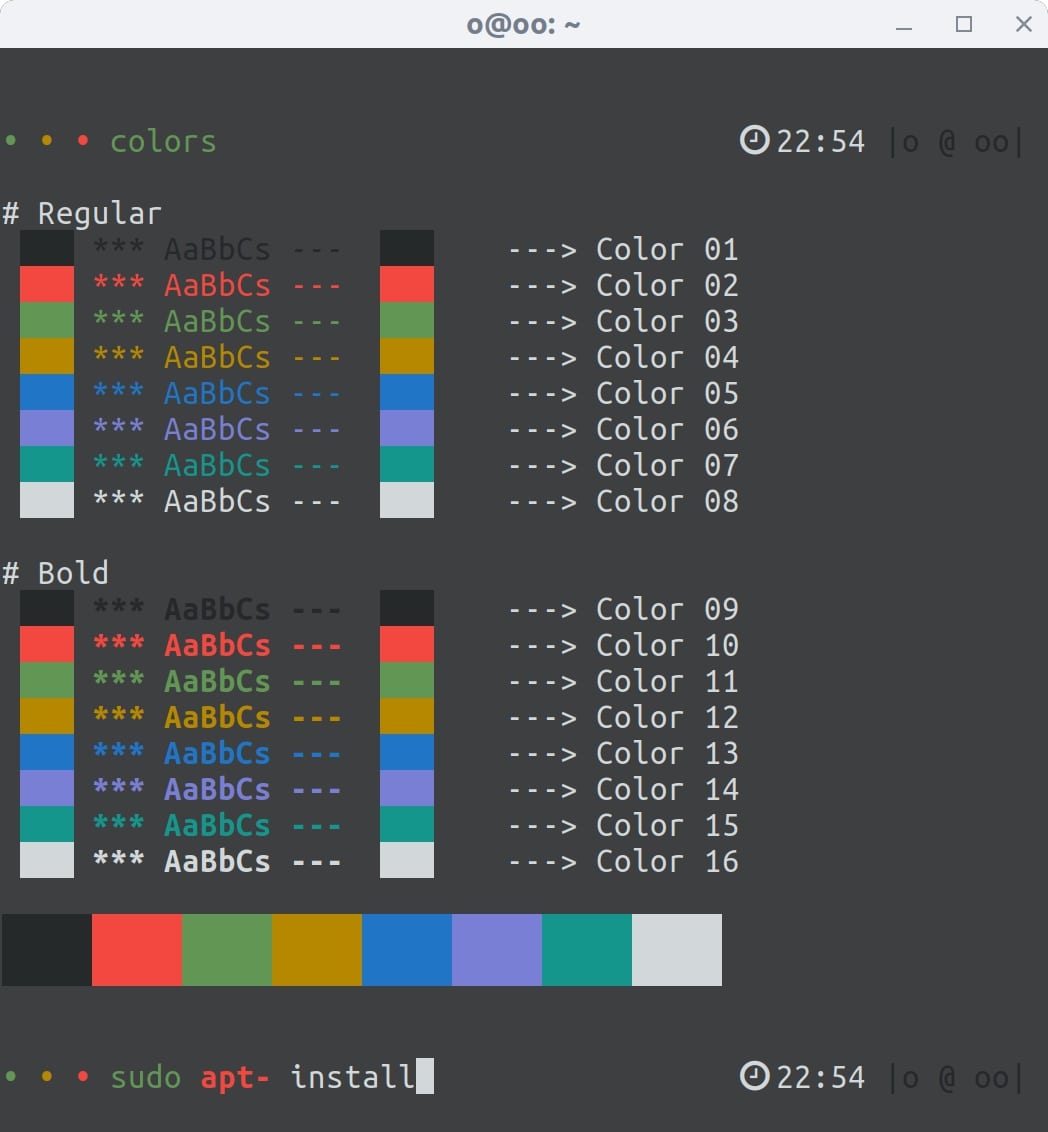 o@oo: ~
• • • colors 22:54 |o @ oo|
# Regular
*** AaBbCs --- ---> Color 01
*** AaBbCs --- ---> Color 02
*** AaBbCs --- ---> Color 03
*** AaBbCs --- ---> Color 04
*** AaBbCs --- ---> Color 05
*** AaBbCs --- ---> Color 06
*** AaBbCs --- ---> Color 07
*** AaBbCs --- ---> Color 08
# Bold
*** AaBbCs --- ---> Color 09
*** AaBbCs --- ---> Color 10
*** AaBbCs --- ---> Color 11
*** AaBbCs --- ---> Color 12
*** AaBbCs --- ---> Color 13
*** AaBbCs --- ---> Color 14
*** AaBbCs --- ---> Color 15
*** AaBbCs --- ---> Color 16
• • • sudo apt- install 22:54 |o @ oo|